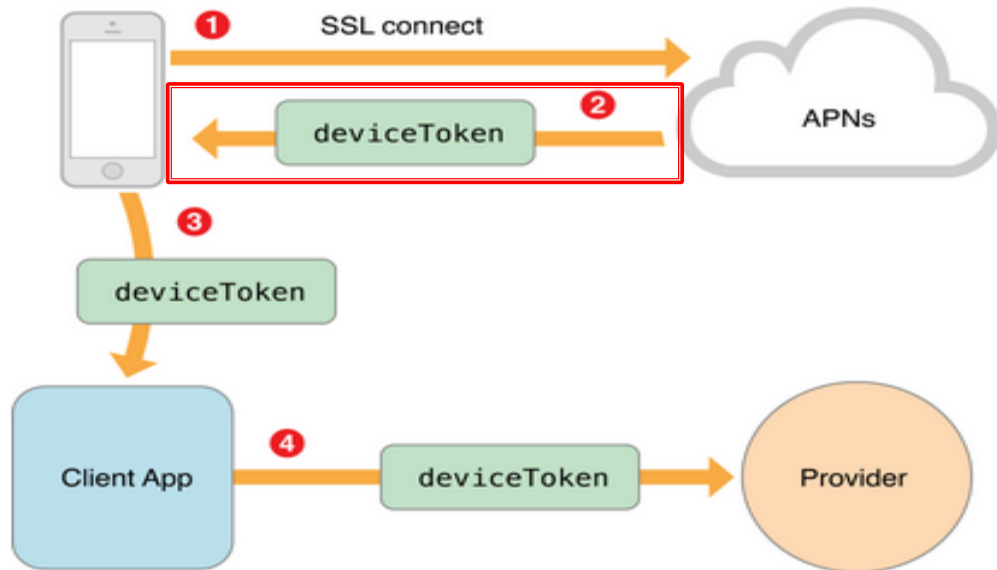 1 SSL connect
2
deviceToken
APNs
3
deviceToken
4
Client App
deviceToken
Provider